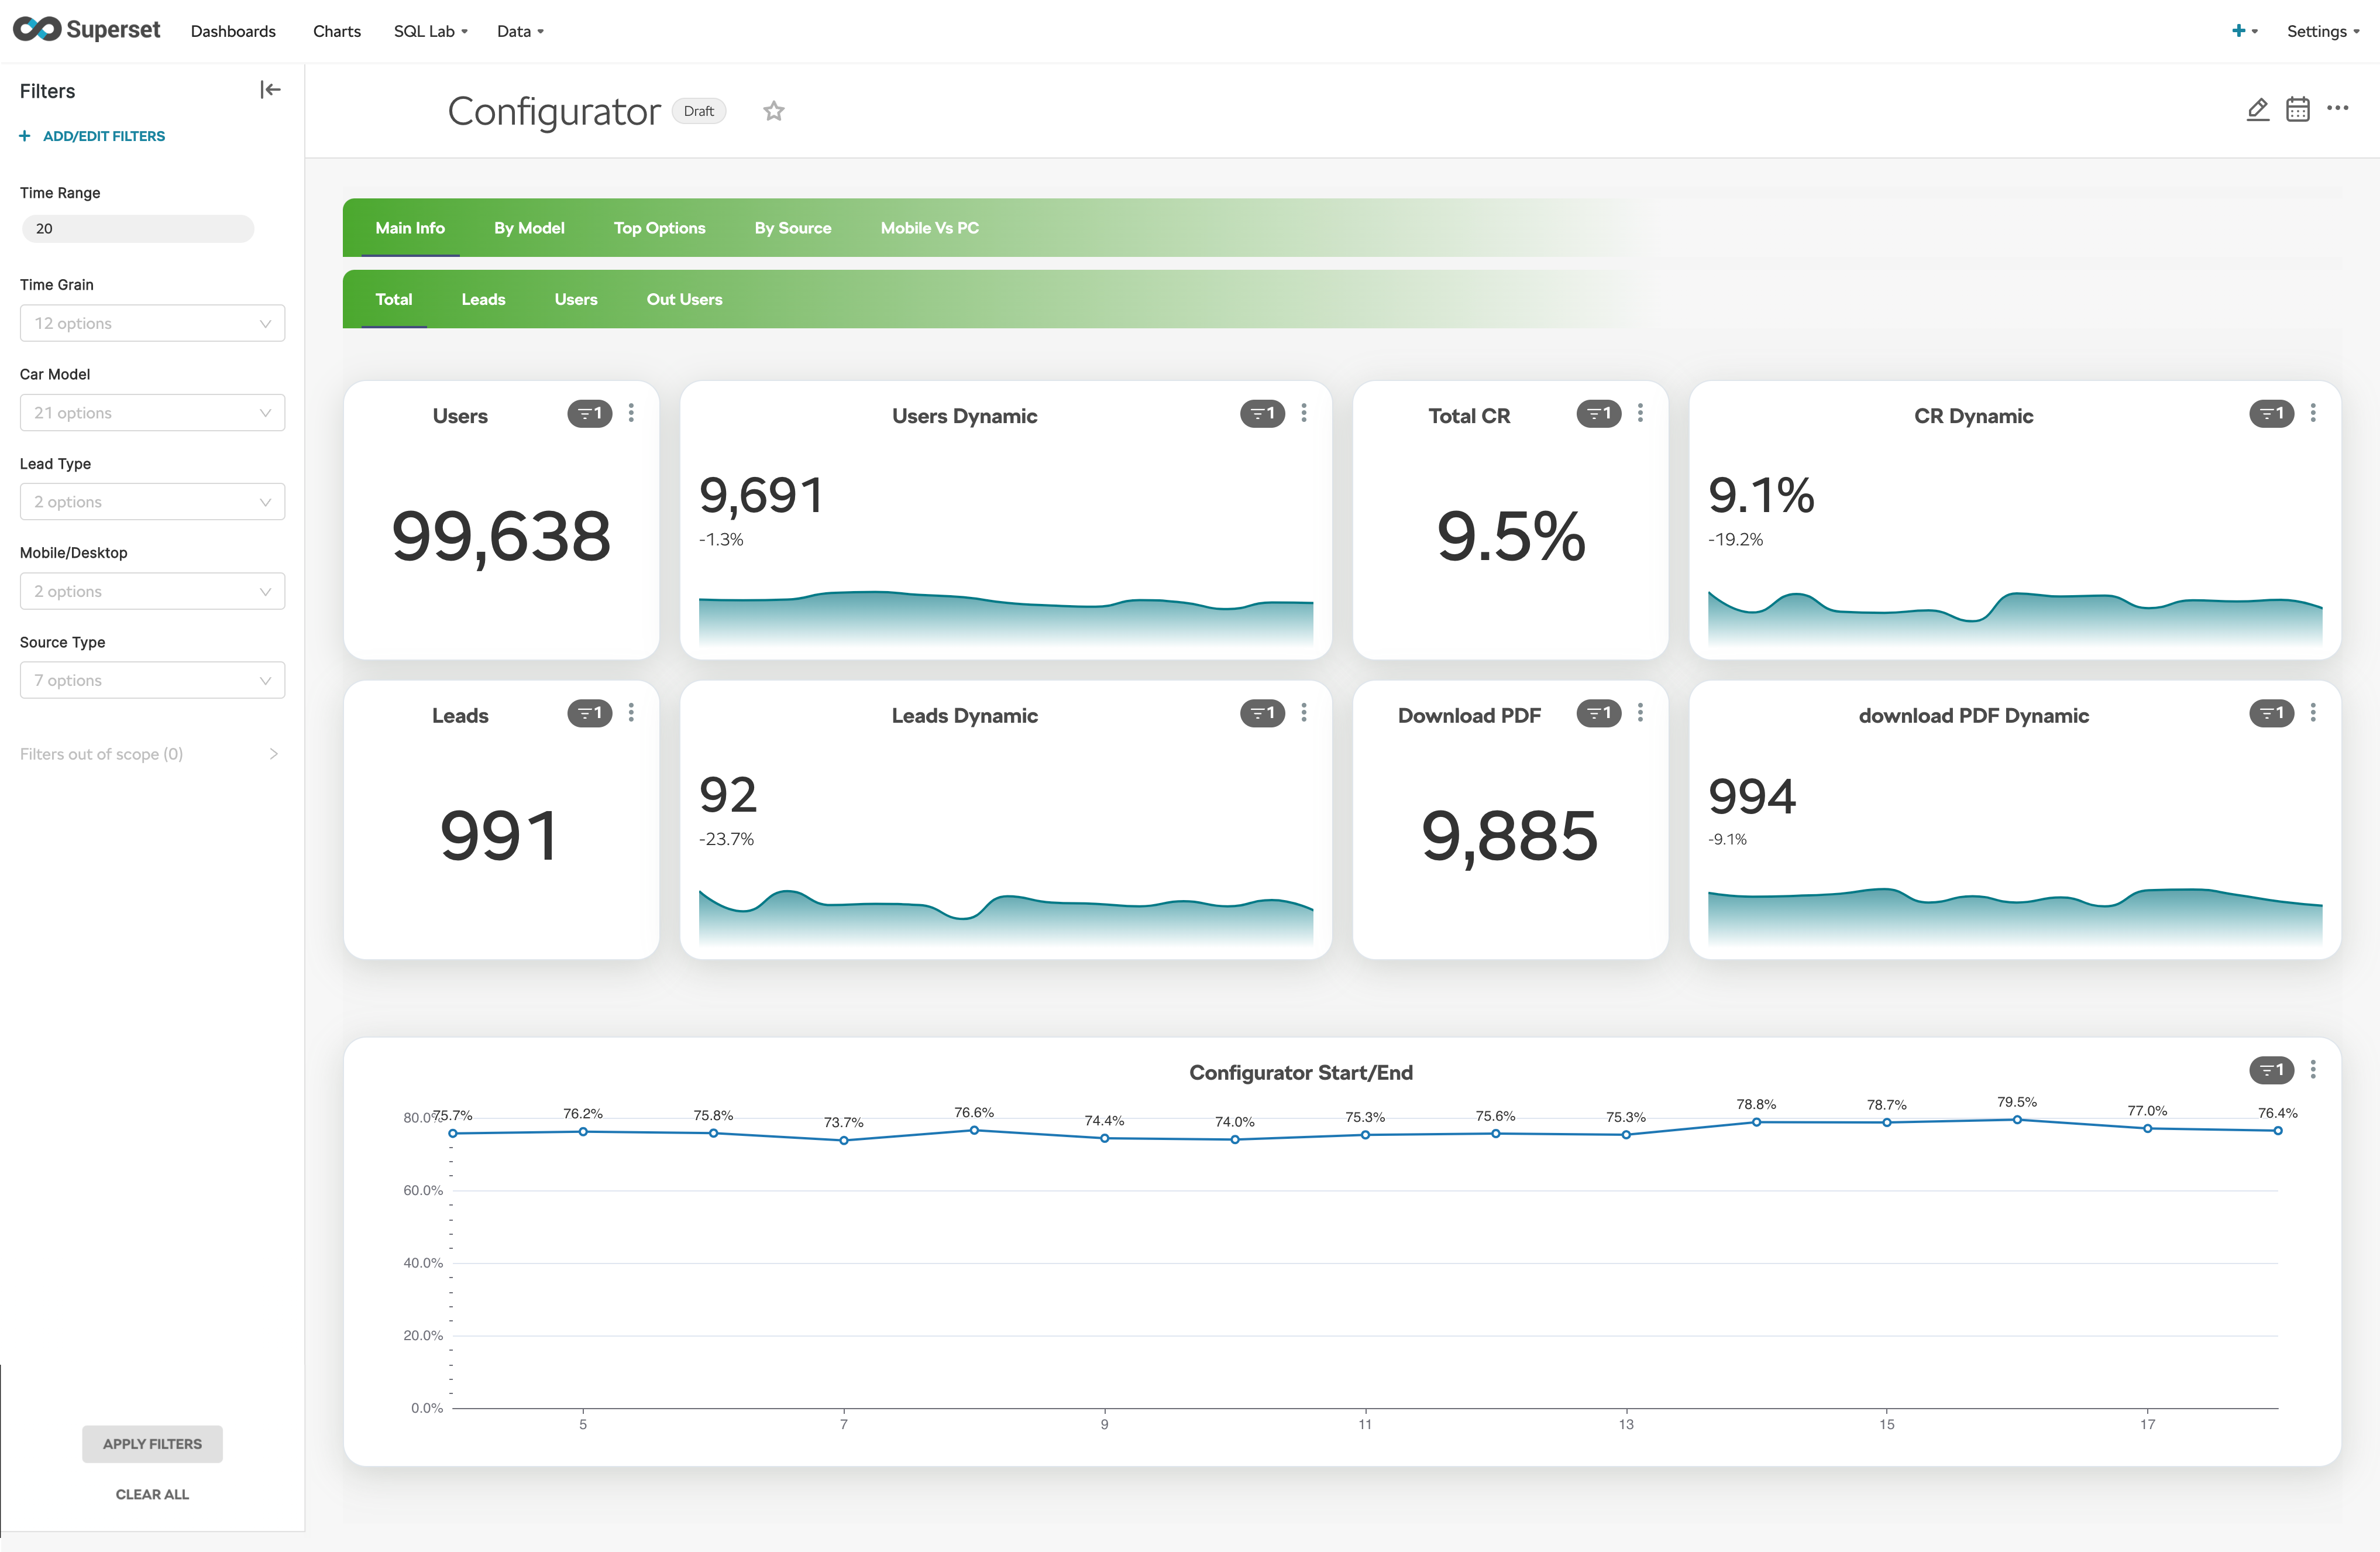 Superset
Dashboards
Charts
SQL Lab
Data
Settings
Filters
ADD/EDIT FILTERS
Time Range
20
Time Grain
12 options
Car Model
21 options
Lead Type
2 options
Mobile/Desktop
2 options
Source Type
7 options
Filters out of scope (0)
APPLY FILTERS
CLEAR ALL
Configurator
Draft
Main Info
By Model
Top Options
By Source
Mobile Vs PC
Total
Leads
Users
Out Users
Users
1
99,638
Users Dynamic
1
9,691
-1.3%
Total CR
1
9.5%
CR Dynamic
1
9.1%
-19.2%
Leads
1
991
Leads Dynamic
1
92
-23.7%
Download PDF
1
9,885
download PDF Dynamic
1
994
-9.1%
Configurator Start/End
1
80.0%
75.7%
76.2%
75.8%
73.7%
76.6%
74.4%
74.0%
75.3%
75.6%
75.3%
78.8%
78.7%
79.5%
77.0%
76.4%
60.0%
40.0%
20.0%
0.0%
5
7
9
11
13
15
17